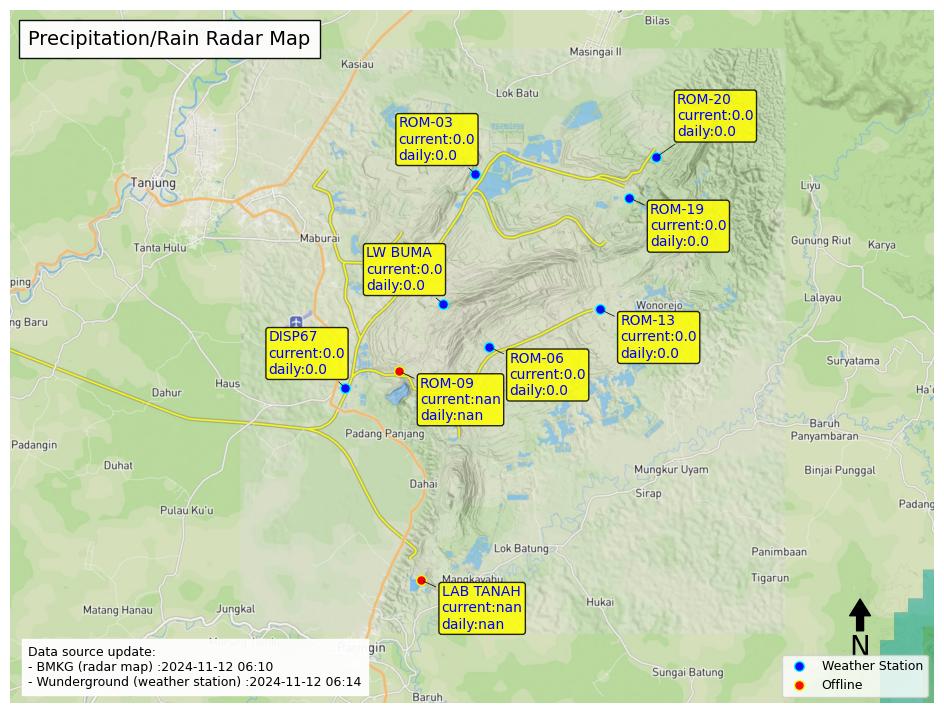 Precipitation/Rain Radar Map
Bilas
Masingai II
Kasiau
Lok Batu
ROM-20
current:0.0
daily:0.0
ROM-03
current:0.0
daily:0.0
Tanjung
Liyu
ROM-19
current:0.0
daily:0.0
Maburai
Tanta Hulu
Gunung Riut
Karya
LW BUMA
current:0.0
daily:0.0
ping
Lalayau
Wonorejo
ng Baru
ROM-13
current:0.0
daily:0.0
DISP67
current:0.0
daily:0.0
ROM-06
current:0.0
daily:0.0
Suryatama
ROM-09
current:nan
daily:nan
Haus
Dahur
Ha'
Baruh
Panyambaran
Padang Panjang
Padangin
Duhat
Mungkur Uyam
Binjai Punggal
Dahai
Sirap
Padang
Pulau Ku'u
Lok Batung
Panimbaan
Mangkayahu
Tigarun
LAB TANAH
current:nan
daily:nan
Hukai
Matang Hanau
Jungkal
N
Data source update:
- BMKG (radar map) :2024-11-12 06:10
- Wunderground (weather station) :2024-11-12 06:14
Sungai Batung
Baruh
Weather Station
Offline